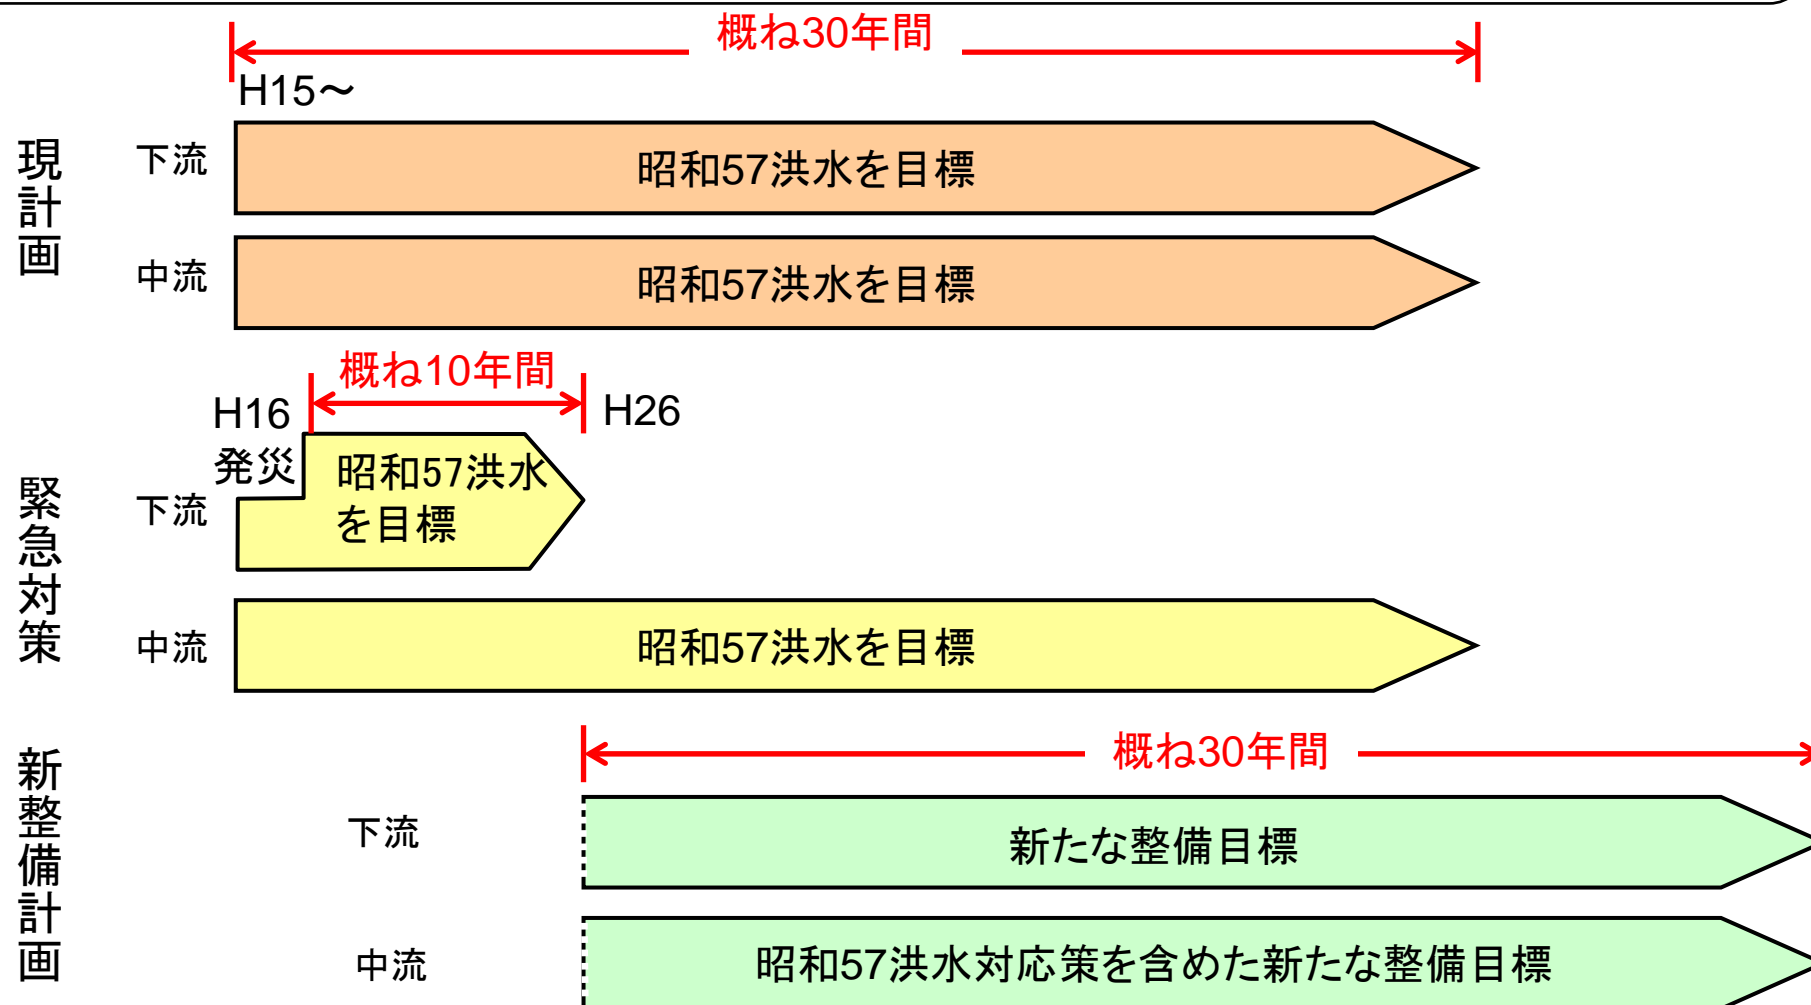 概ね30年間
H15～
現計画
下流
昭和57洪水を目標
中流
昭和57洪水を目標
概ね10年間
H16
発災
H26
緊急対策
下流
昭和57洪水
を目標
中流
昭和57洪水を目標
概ね30年間
新整備計画
下流
新たな整備目標
中流
昭和57洪水対応策を含めた新たな整備目標